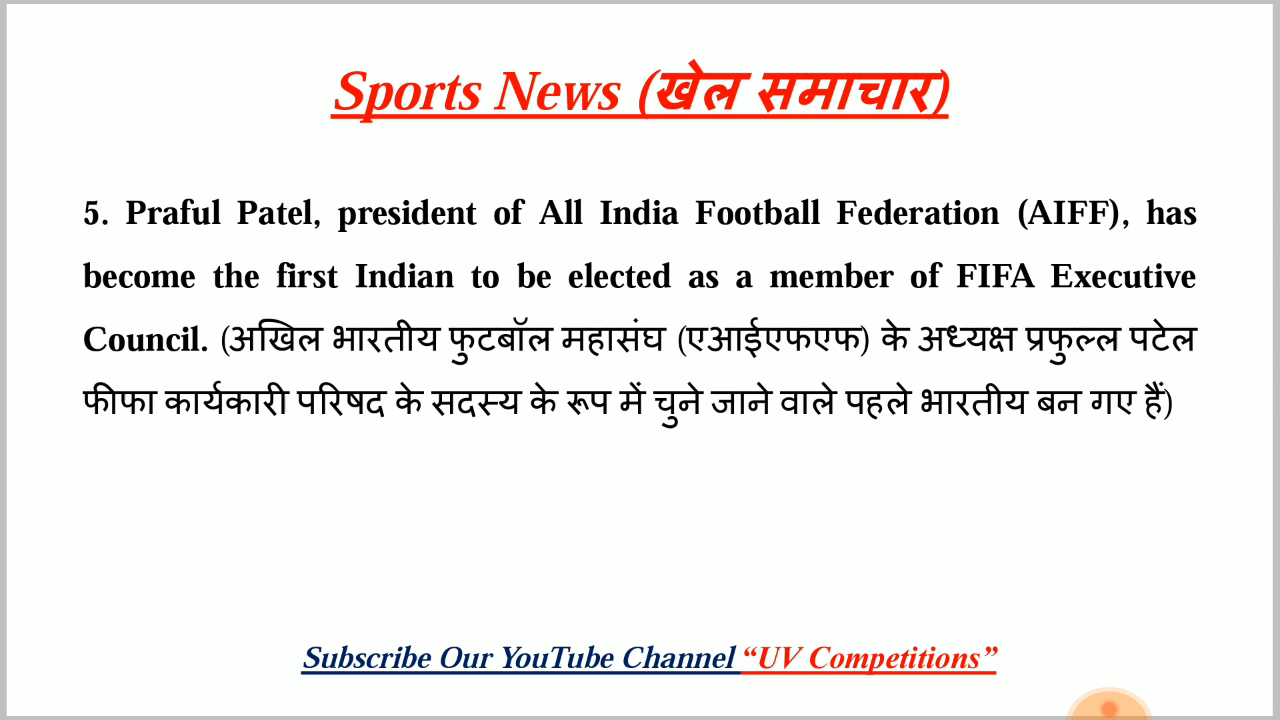 Sports News (खेल समाचार)
5. Praful Patel, president of All India Football Federation (AIFF), has
become the first Indian to be elected as a member of FIFA Executive
Council. (अखिल भारतीय फुटबॉल महासंघ (एआईएफएफ) के अध्यक्ष प्रफुल्ल पटेल
फीफा कार्यकारी परिषद के सदस्य के रूप में चुने जाने वाले पहले भारतीय बन गए हैं)
Subscribe Our YouTube Channel “UV Competitions”